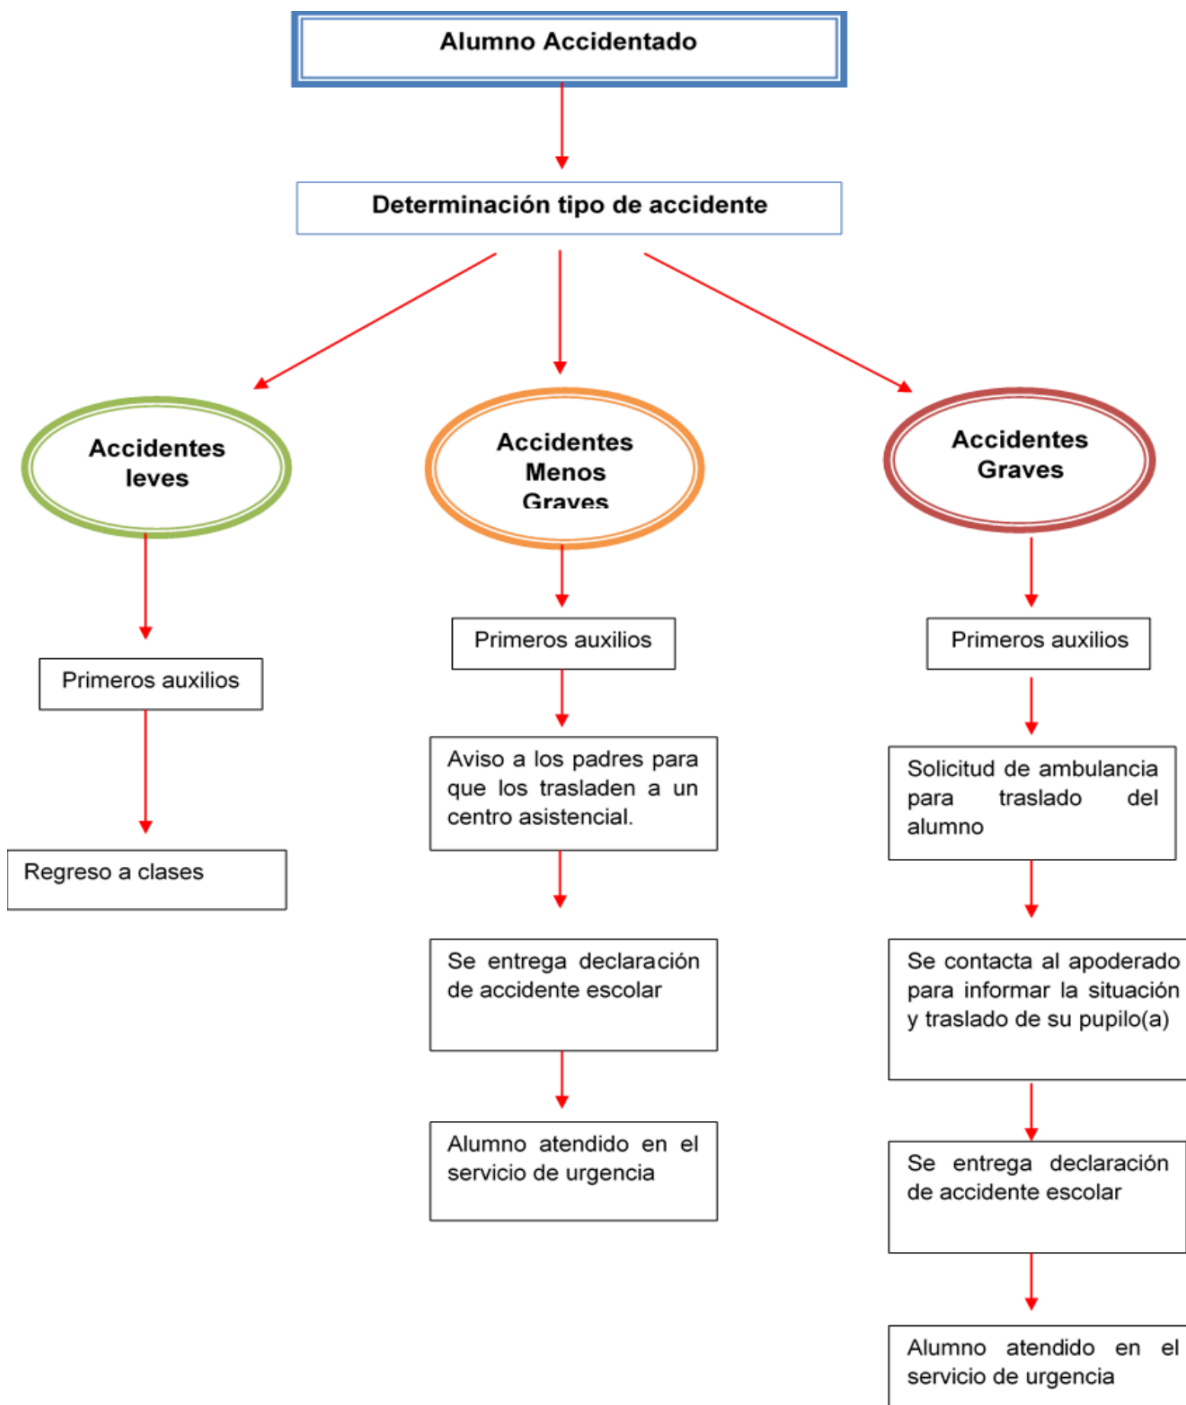 Alumno Accidentado
Determinación tipo de accidente
Accidentes
leves
Accidentes
Menos
Graves
Accidentes
Graves
Primeros auxilios
Regreso a clases
Primeros auxilios
Aviso a los padres para
que los trasladen a un
centro asistencial.
Se entrega declaración
de accidente escolar
Alumno atendido en el
servicio de urgencia
Primeros auxilios
Solicitud de ambulancia
para traslado del
alumno
Se contacta al apoderado
para informar la situación
y traslado de su pupilo(a)
Se entrega declaración
de accidente escolar
Alumno atendido en el
servicio de urgencia